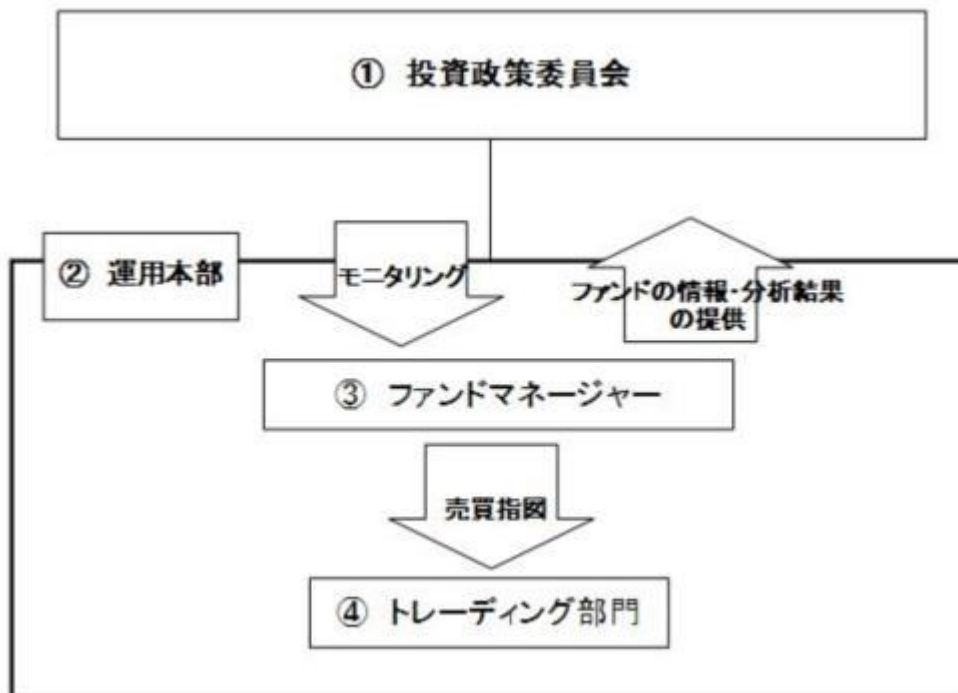 ① 投資政策委員会
② 運用本部
モニタリング
ファンドの情報・分析結果
の提供
③ ファンドマネージャー
売買指図
④ トレーディング部門